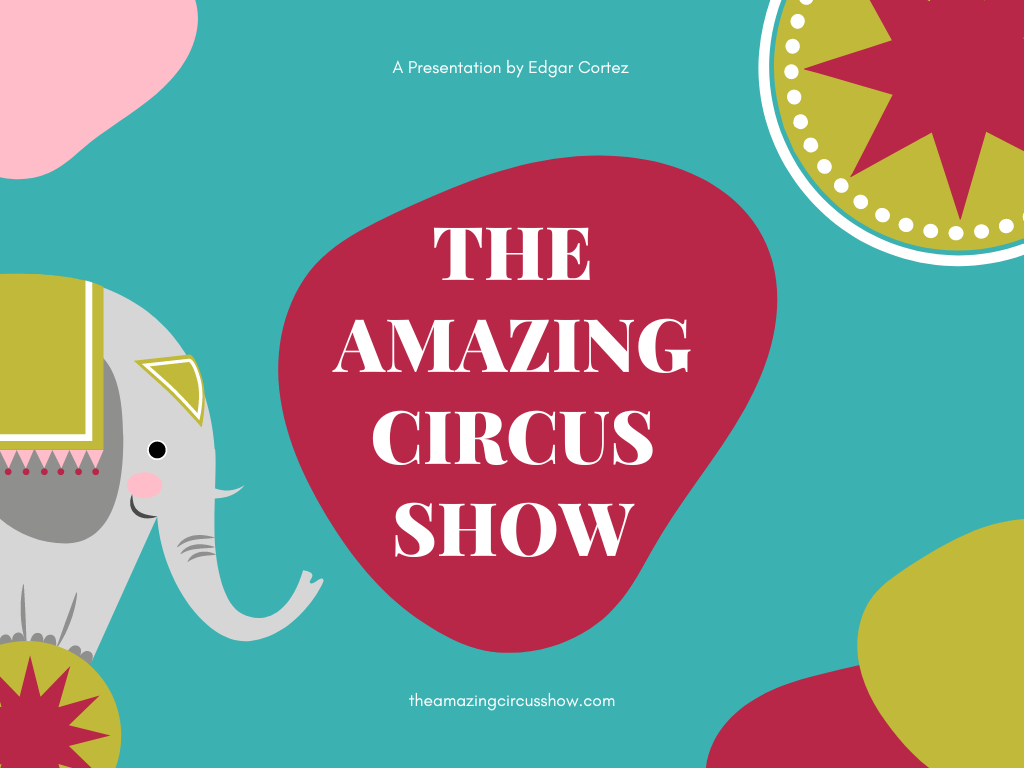 A Presentation by Edgar Cortez
THE
AMAZING
CIRCUS
SHOW
theamazingcircusshow.com